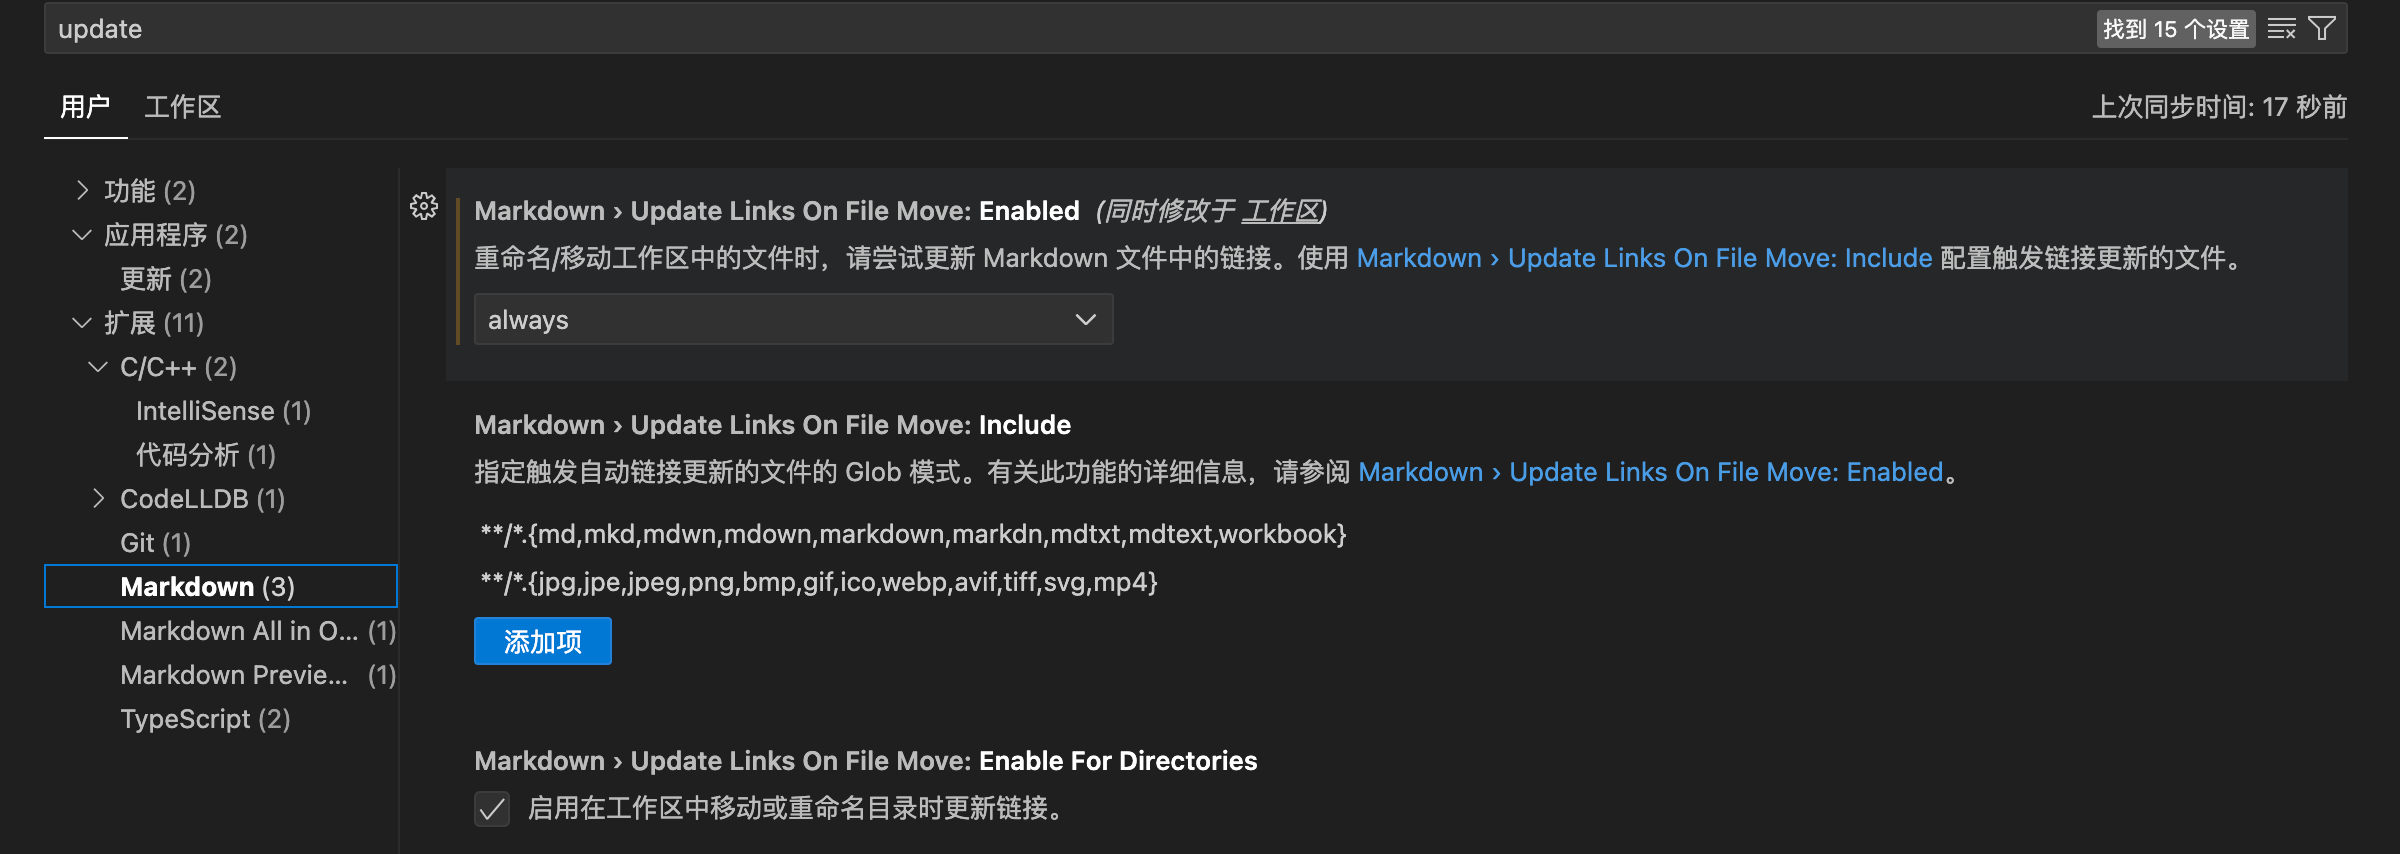 update
找到 15 个设置
用户 工作区
上次同步时间: 17 秒前
功能 (2)
应用程序 (2)
更新 (2)
扩展 (11)
C/C++ (2)
IntelliSense (1)
代码分析 (1)
CodeLLDB (1)
Git (1)
Markdown (3)
Markdown All in O... (1)
Markdown Previe... (1)
TypeScript (2)
Markdown › Update Links On File Move: Enabled (同时修改于 工作区)
重命名/移动工作区中的文件时，请尝试更新 Markdown 文件中的链接。使用 Markdown › Update Links On File Move: Include 配置触发链接更新的文件。
always
Markdown › Update Links On File Move: Include
指定触发自动链接更新的文件的 Glob 模式。有关此功能的详细信息，请参阅 Markdown › Update Links On File Move: Enabled。
**/*.{md,mkd,mdwn,mdown,markdown,markdn,mdtxt,mdtext,workbook}
**/*.{jpg,jpe,jpeg,png,bmp,gif,ico,webp,avif,tiff,svg,mp4}
添加项
Markdown › Update Links On File Move: Enable For Directories
启用在工作区中移动或重命名目录时更新链接。